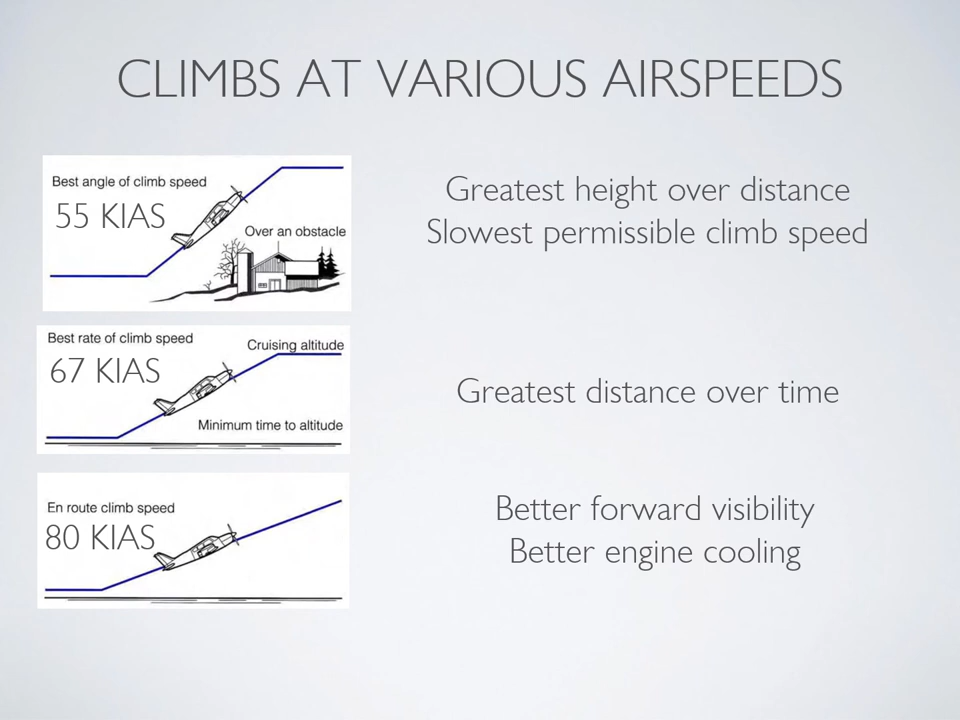 CLIMBS AT VARIOUS AIRSPEEDS
Best angle of climb speed
55 KIAS
Over an obstacle
Greatest height over distance
Slowest permissible climb speed
Best rate of climb speed
Cruising altitude
67 KIAS
Minimum time to altitude
Greatest distance over time
En route climb speed
80 KIAS
Better forward visibility
Better engine cooling